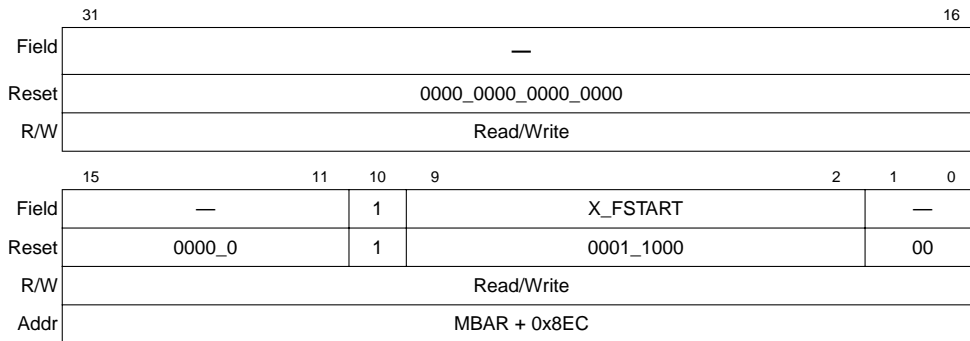 31 16
Field —
Reset 0000_0000_0000_0000
R/W Read/Write
15 11 10 9 2 1 0
Field — 1 X_FSTART —
Reset 0000_0 1 0001_1000 00
R/W Read/Write
Addr MBAR + 0x8EC